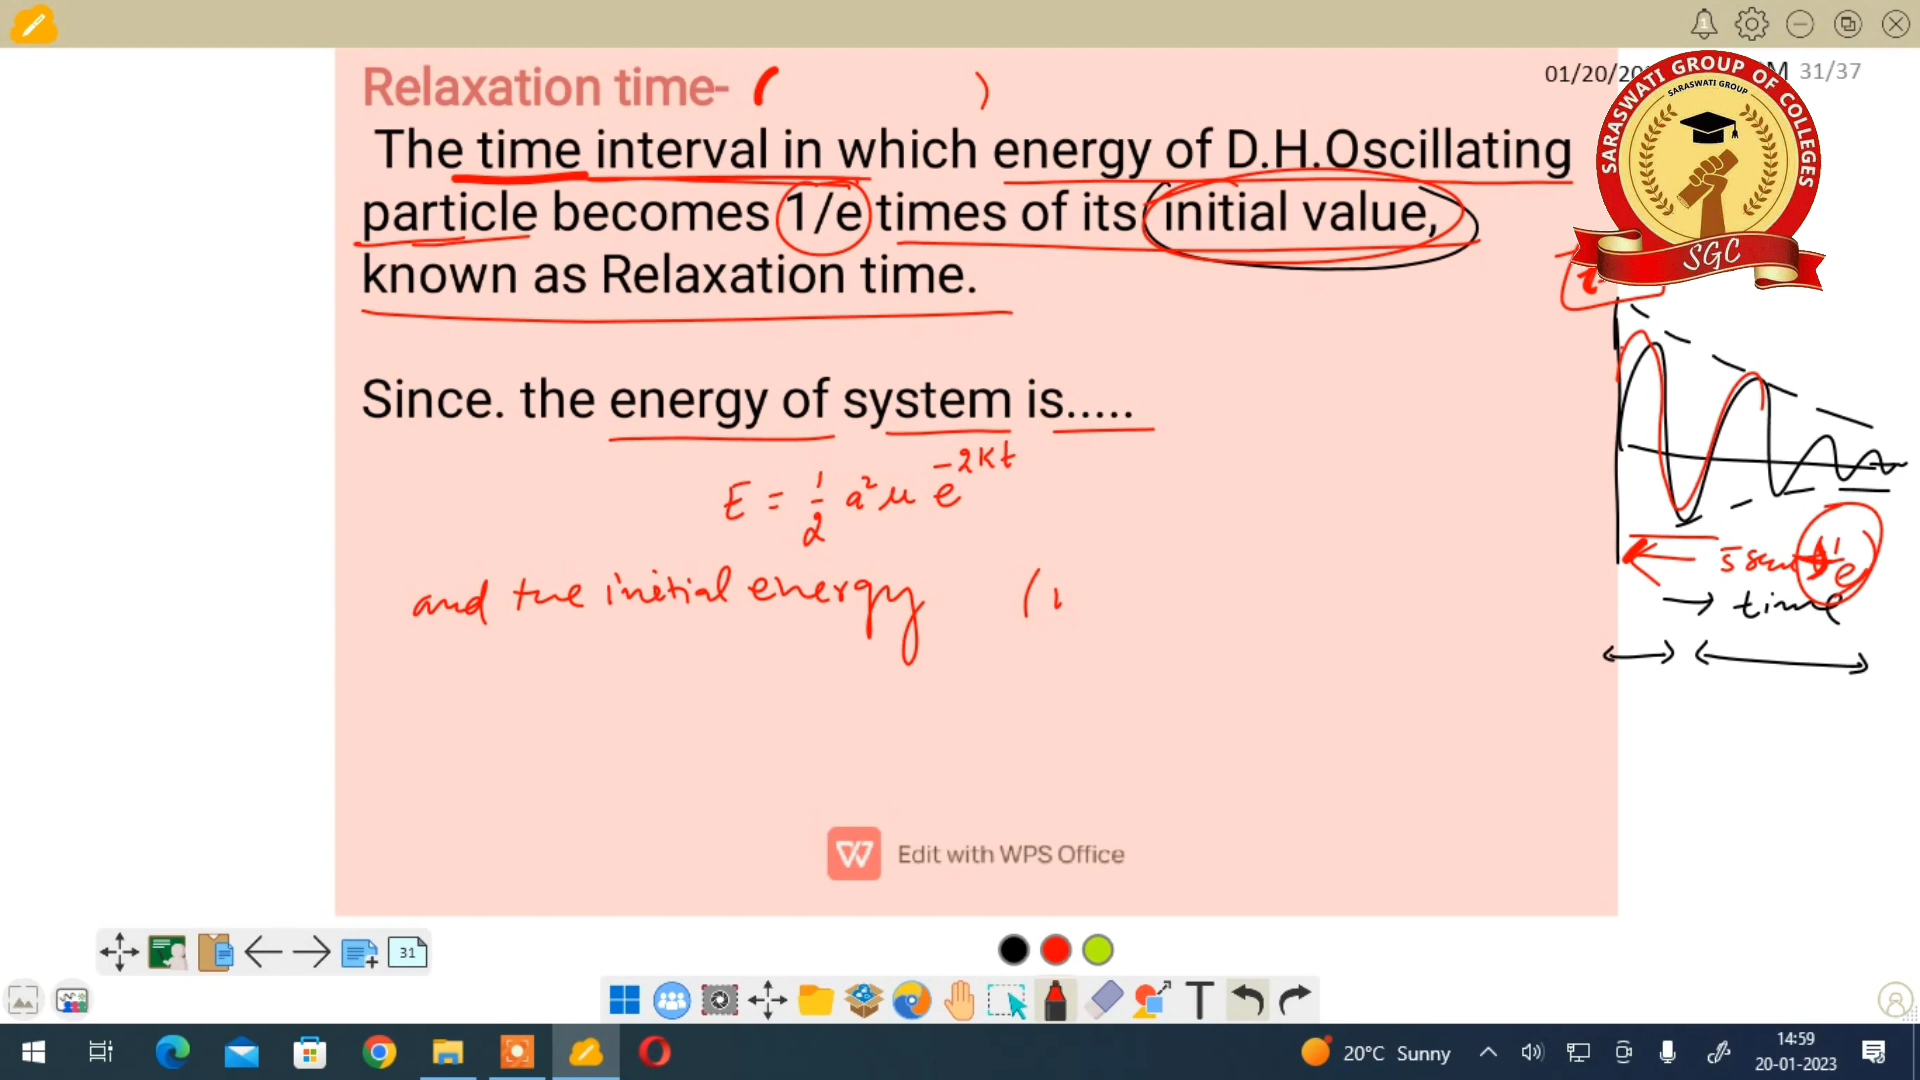 1
Relaxation time- ( )
01/20/20 M 31/37
The time interval in which energy of D.H.Oscillating
particle becomes 1/e times of its initial value,
known as Relaxation time.
SARASWATI GROUP OF COLLEGES
SARASWATI GROUP
SGC
Since. the energy of system is.....
E = 1/2 a² μ e^-2kt
and the initial energy (
1/e
→ time
Edit with WPS Office
31
T
20°C Sunny
14:59
20-01-2023